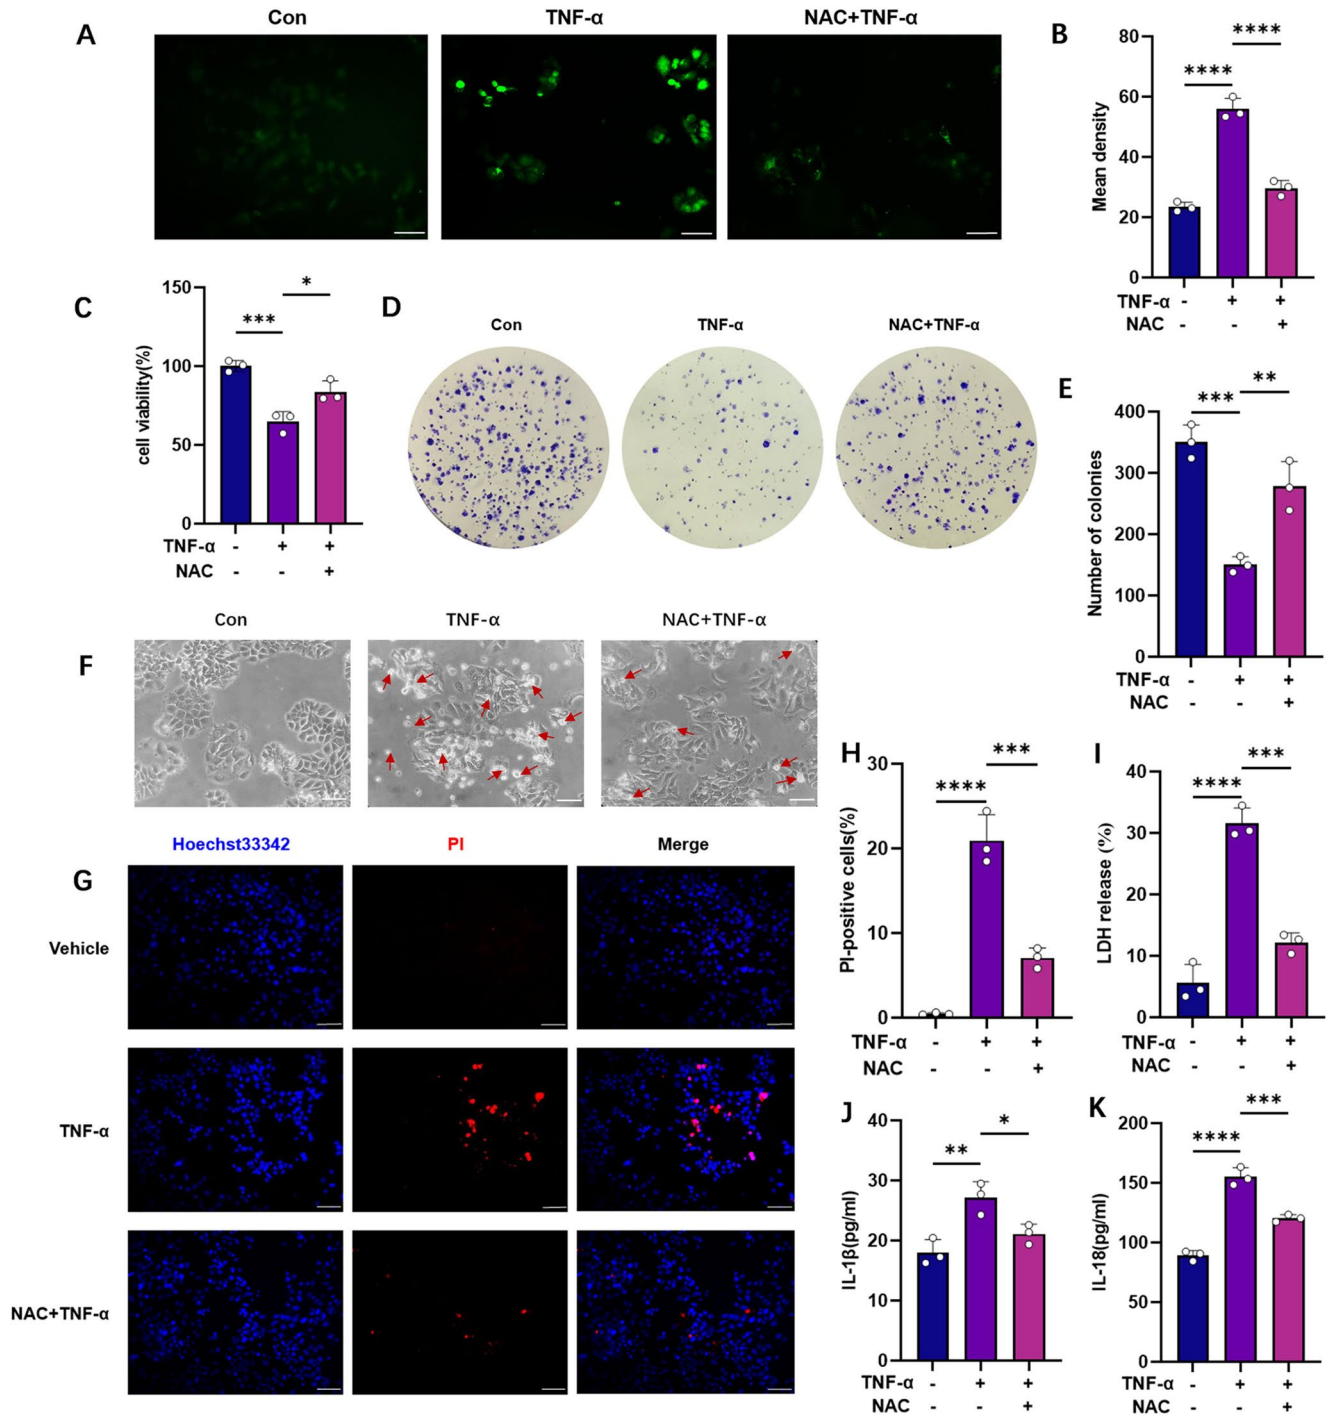 A
Con
TNF-α
NAC+TNF-α
B
80
60
40
20
0
Mean density
****
****
TNF-α - + +
NAC - - +
C
150
100
50
0
cell viability(%)
***
*
TNF-α - + +
NAC - - +
D
Con
TNF-α
NAC+TNF-α
E
400
300
200
100
0
Number of colonies
***
**
TNF-α - + +
NAC - - +
F
Con
TNF-α
NAC+TNF-α
G
Hoechst33342
PI
Merge
Vehicle
TNF-α
NAC+TNF-α
H
30
20
10
0
PI-positive cells(%)
****
***
TNF-α - + +
NAC - - +
I
40
30
20
10
0
LDH release (%)
****
***
TNF-α - + +
NAC - - +
J
40
30
20
10
0
IL-1β(pg/ml)
**
*
TNF-α - + +
NAC - - +
K
200
150
100
50
0
IL-18(pg/ml)
****
***
TNF-α - + +
NAC - - +